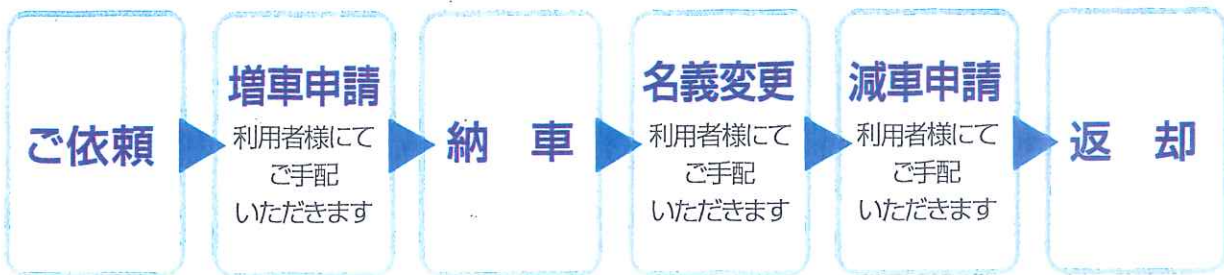 ご依頼
増車申請
利用者様にて
ご手配
いただきます
納 車
名義変更
利用者様にて
ご手配
いただきます
減車申請
利用者様にて
ご手配
いただきます
返 却